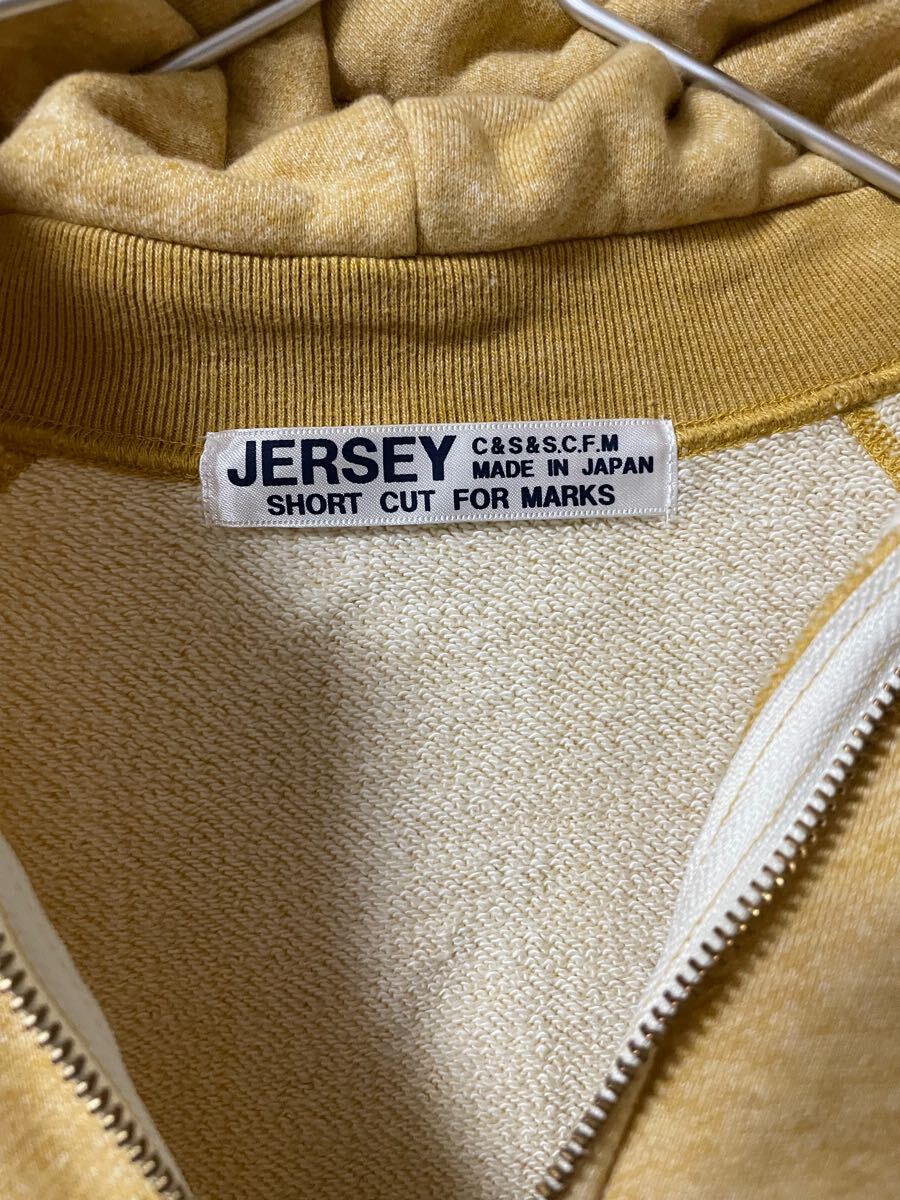 JERSEY C&S&S.C.F.M
MADE IN JAPAN
SHORT CUT FOR MARKS